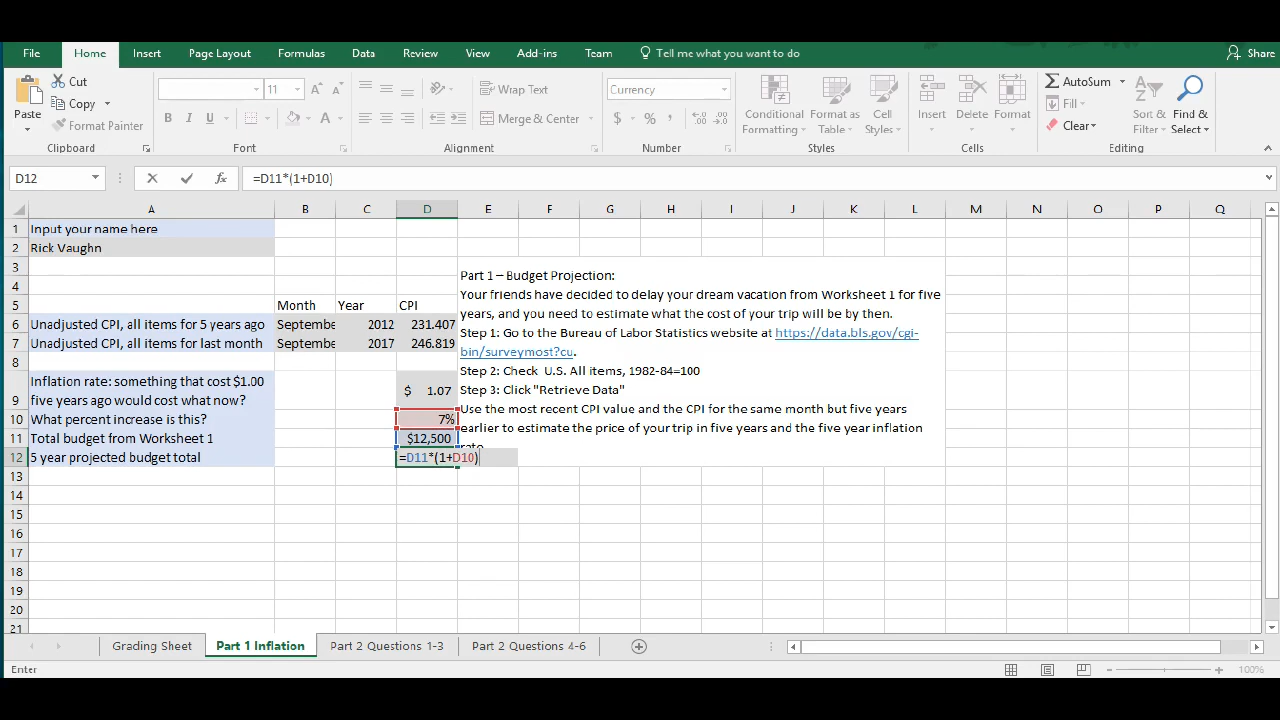 File Home Insert Page Layout Formulas Data Review View Add-ins Team Tell me what you want to do Share
Cut
Copy
Format Painter
Paste
Clipboard
11
B I U
Font
Wrap Text
Merge & Center
Alignment
Currency
$ % ,
Number
Conditional Formatting
Format as Table
Cell Styles
Styles
Insert
Delete
Format
Cells
AutoSum
Fill
Clear
Sort & Filter
Find & Select
Editing
D12 fx =D11*(1+D10)
A B C D E F G H I J K L M N O P Q
1 Input your name here
2 Rick Vaughn
3
Part 1 – Budget Projection:
4
Your friends have decided to delay your dream vacation from Worksheet 1 for five
5 Month Year CPI
years, and you need to estimate what the cost of your trip will be by then.
6 Unadjusted CPI, all items for 5 years ago Septembe 2012 231.407
Step 1: Go to the Bureau of Labor Statistics website at https://data.bls.gov/cgi-
7 Unadjusted CPI, all items for last month Septembe 2017 246.819
bin/surveymost?cu.
8
Step 2: Check U.S. All items, 1982-84=100
Inflation rate: something that cost $1.00
9 five years ago would cost what now? $ 1.07
Step 3: Click "Retrieve Data"
Use the most recent CPI value and the CPI for the same month but five years
10 What percent increase is this? 7%
earlier to estimate the price of your trip in five years and the five year inflation
11 Total budget from Worksheet 1 $12,500
rate
12 5 year projected budget total =D11*(1+D10)
13
14
15
16
17
18
19
20
21
Grading Sheet Part 1 Inflation Part 2 Questions 1-3 Part 2 Questions 4-6
Enter 100%